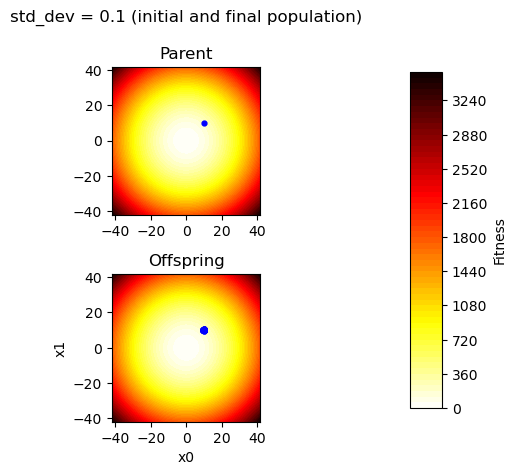 std_dev = 0.1 (initial and final population)
Parent
40
20
0
−20
−40
−40 −20 0 20 40
Offspring
40
20
0
−20
−40
−40 −20 0 20 40
x1
x0
3240
2880
2520
2160
1800
1440
1080
720
360
0
Fitness